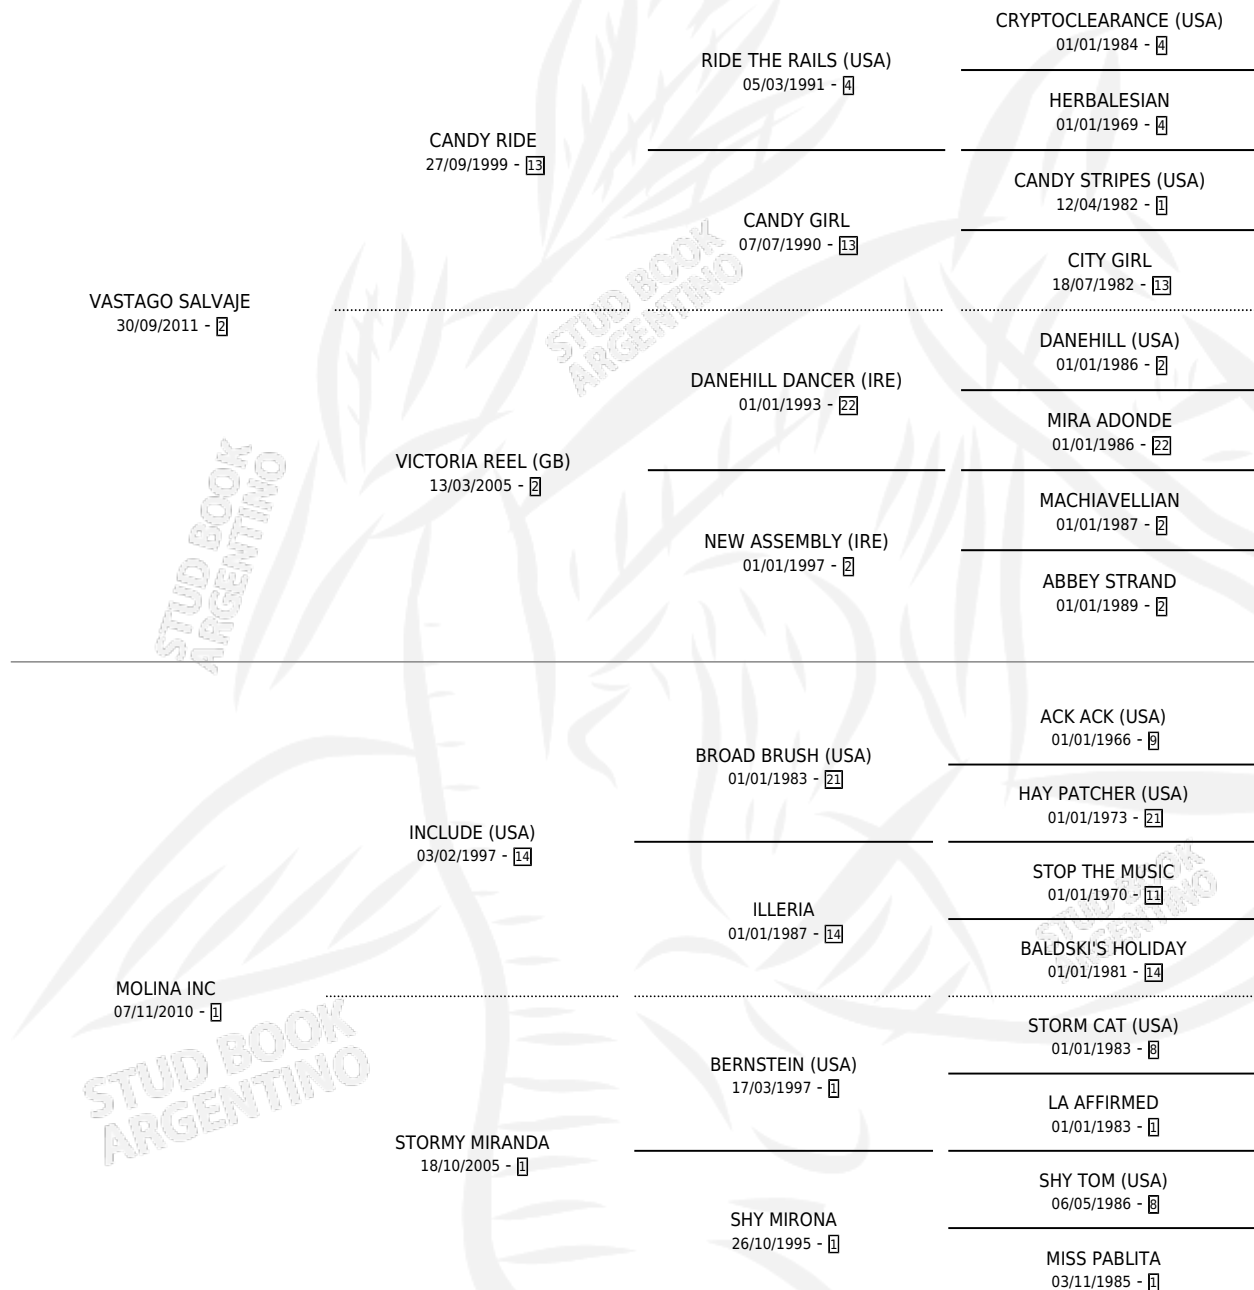 CRYPTOCLEARANCE (USA)
01/01/1984 - 4
RIDE THE RAILS (USA)
05/03/1991 - 4
HERBALESIAN
01/01/1969 - 4
CANDY RIDE
27/09/1999 - 13
CANDY STRIPES (USA)
12/04/1982 - 1
CANDY GIRL
07/07/1990 - 13
CITY GIRL
18/07/1982 - 13
VASTAGO SALVAJE
30/09/2011 - 2
STUD BOOK
ARGENTINO
DANEHILL (USA)
01/01/1986 - 2
DANEHILL DANCER (IRE)
01/01/1993 - 22
MIRA ADONDE
01/01/1986 - 22
VICTORIA REEL (GB)
13/03/2005 - 2
MACHIAVELLIAN
01/01/1987 - 2
NEW ASSEMBLY (IRE)
01/01/1997 - 2
ABBEY STRAND
01/01/1989 - 2
STUD BOOK
ARGENTINO
ACK ACK (USA)
01/01/1966 - 9
BROAD BRUSH (USA)
01/01/1983 - 21
HAY PATCHER (USA)
01/01/1973 - 21
INCLUDE (USA)
03/02/1997 - 14
STOP THE MUSIC
01/01/1970 - 11
STUD BOOK
ARGENTINO
ILLERIA
01/01/1987 - 14
BALDSKI'S HOLIDAY
01/01/1981 - 14
MOLINA INC
07/11/2010 - 1
STUD BOOK
ARGENTINO
STORM CAT (USA)
01/01/1983 - 8
BERNSTEIN (USA)
17/03/1997 - 1
LA AFFIRMED
01/01/1983 - 1
STORMY MIRANDA
18/10/2005 - 1
SHY TOM (USA)
06/05/1986 - 8
SHY MIRONA
26/10/1995 - 1
MISS PABLITA
03/11/1985 - 1